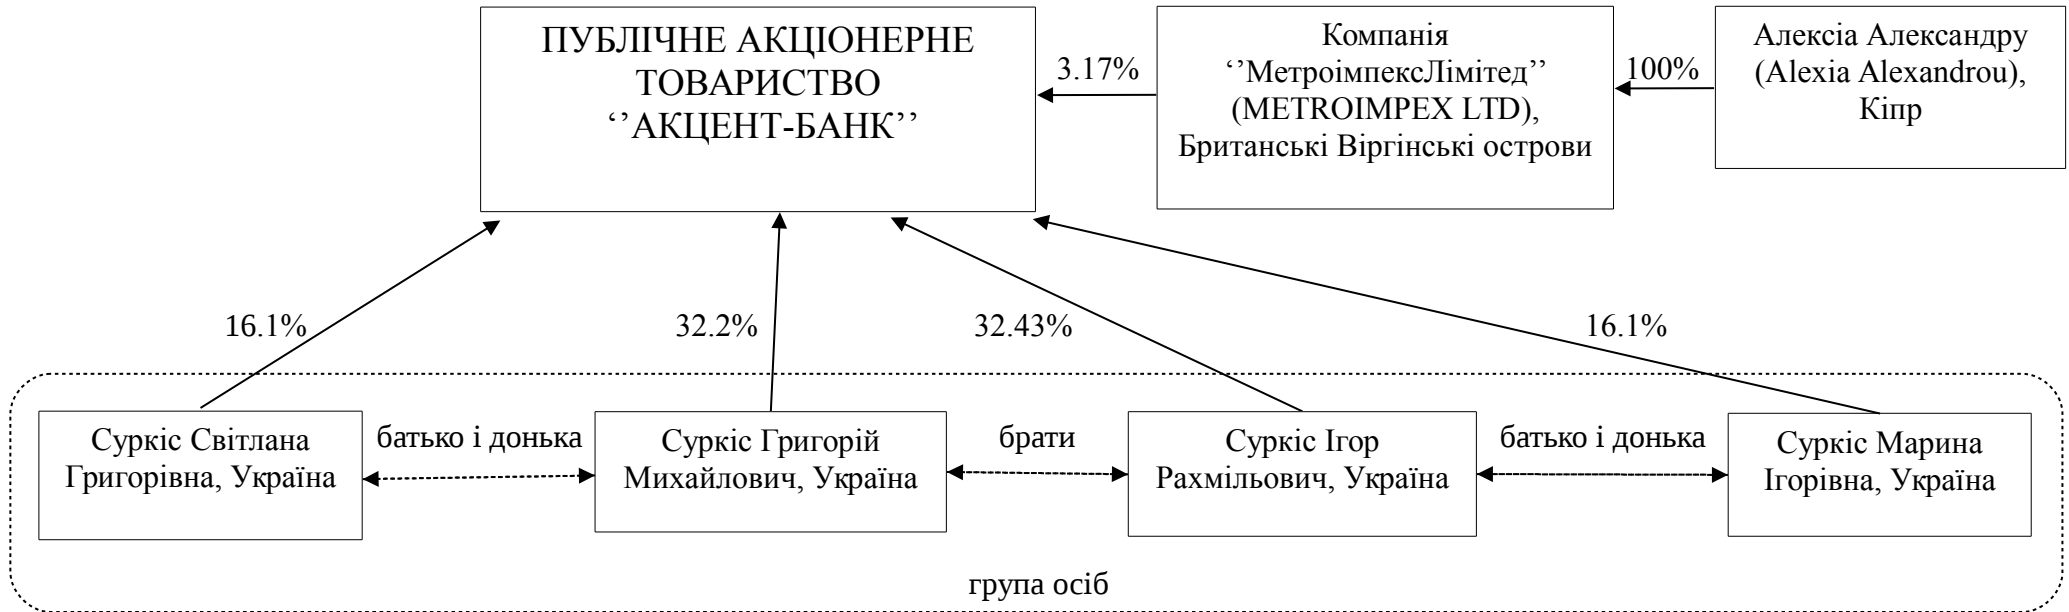 ПУБЛІЧНЕ АКЦІОНЕРНЕ
ТОВАРИСТВО
‘’АКЦЕНТ-БАНК’’
3.17%
Компанія
‘’МетроімпексЛімітед’’
(METROIMPEX LTD),
Британські Віргінські острови
100%
Алексіа Александру
(Alexia Alexandrou),
Кіпр
16.1%
32.2%
32.43%
16.1%
Суркіс Світлана
Григорівна, Україна
батько і донька
Суркіс Григорій
Михайлович, Україна
брати
Суркіс Ігор
Рахмільович, Україна
батько і донька
Суркіс Марина
Ігорівна, Україна
група осіб